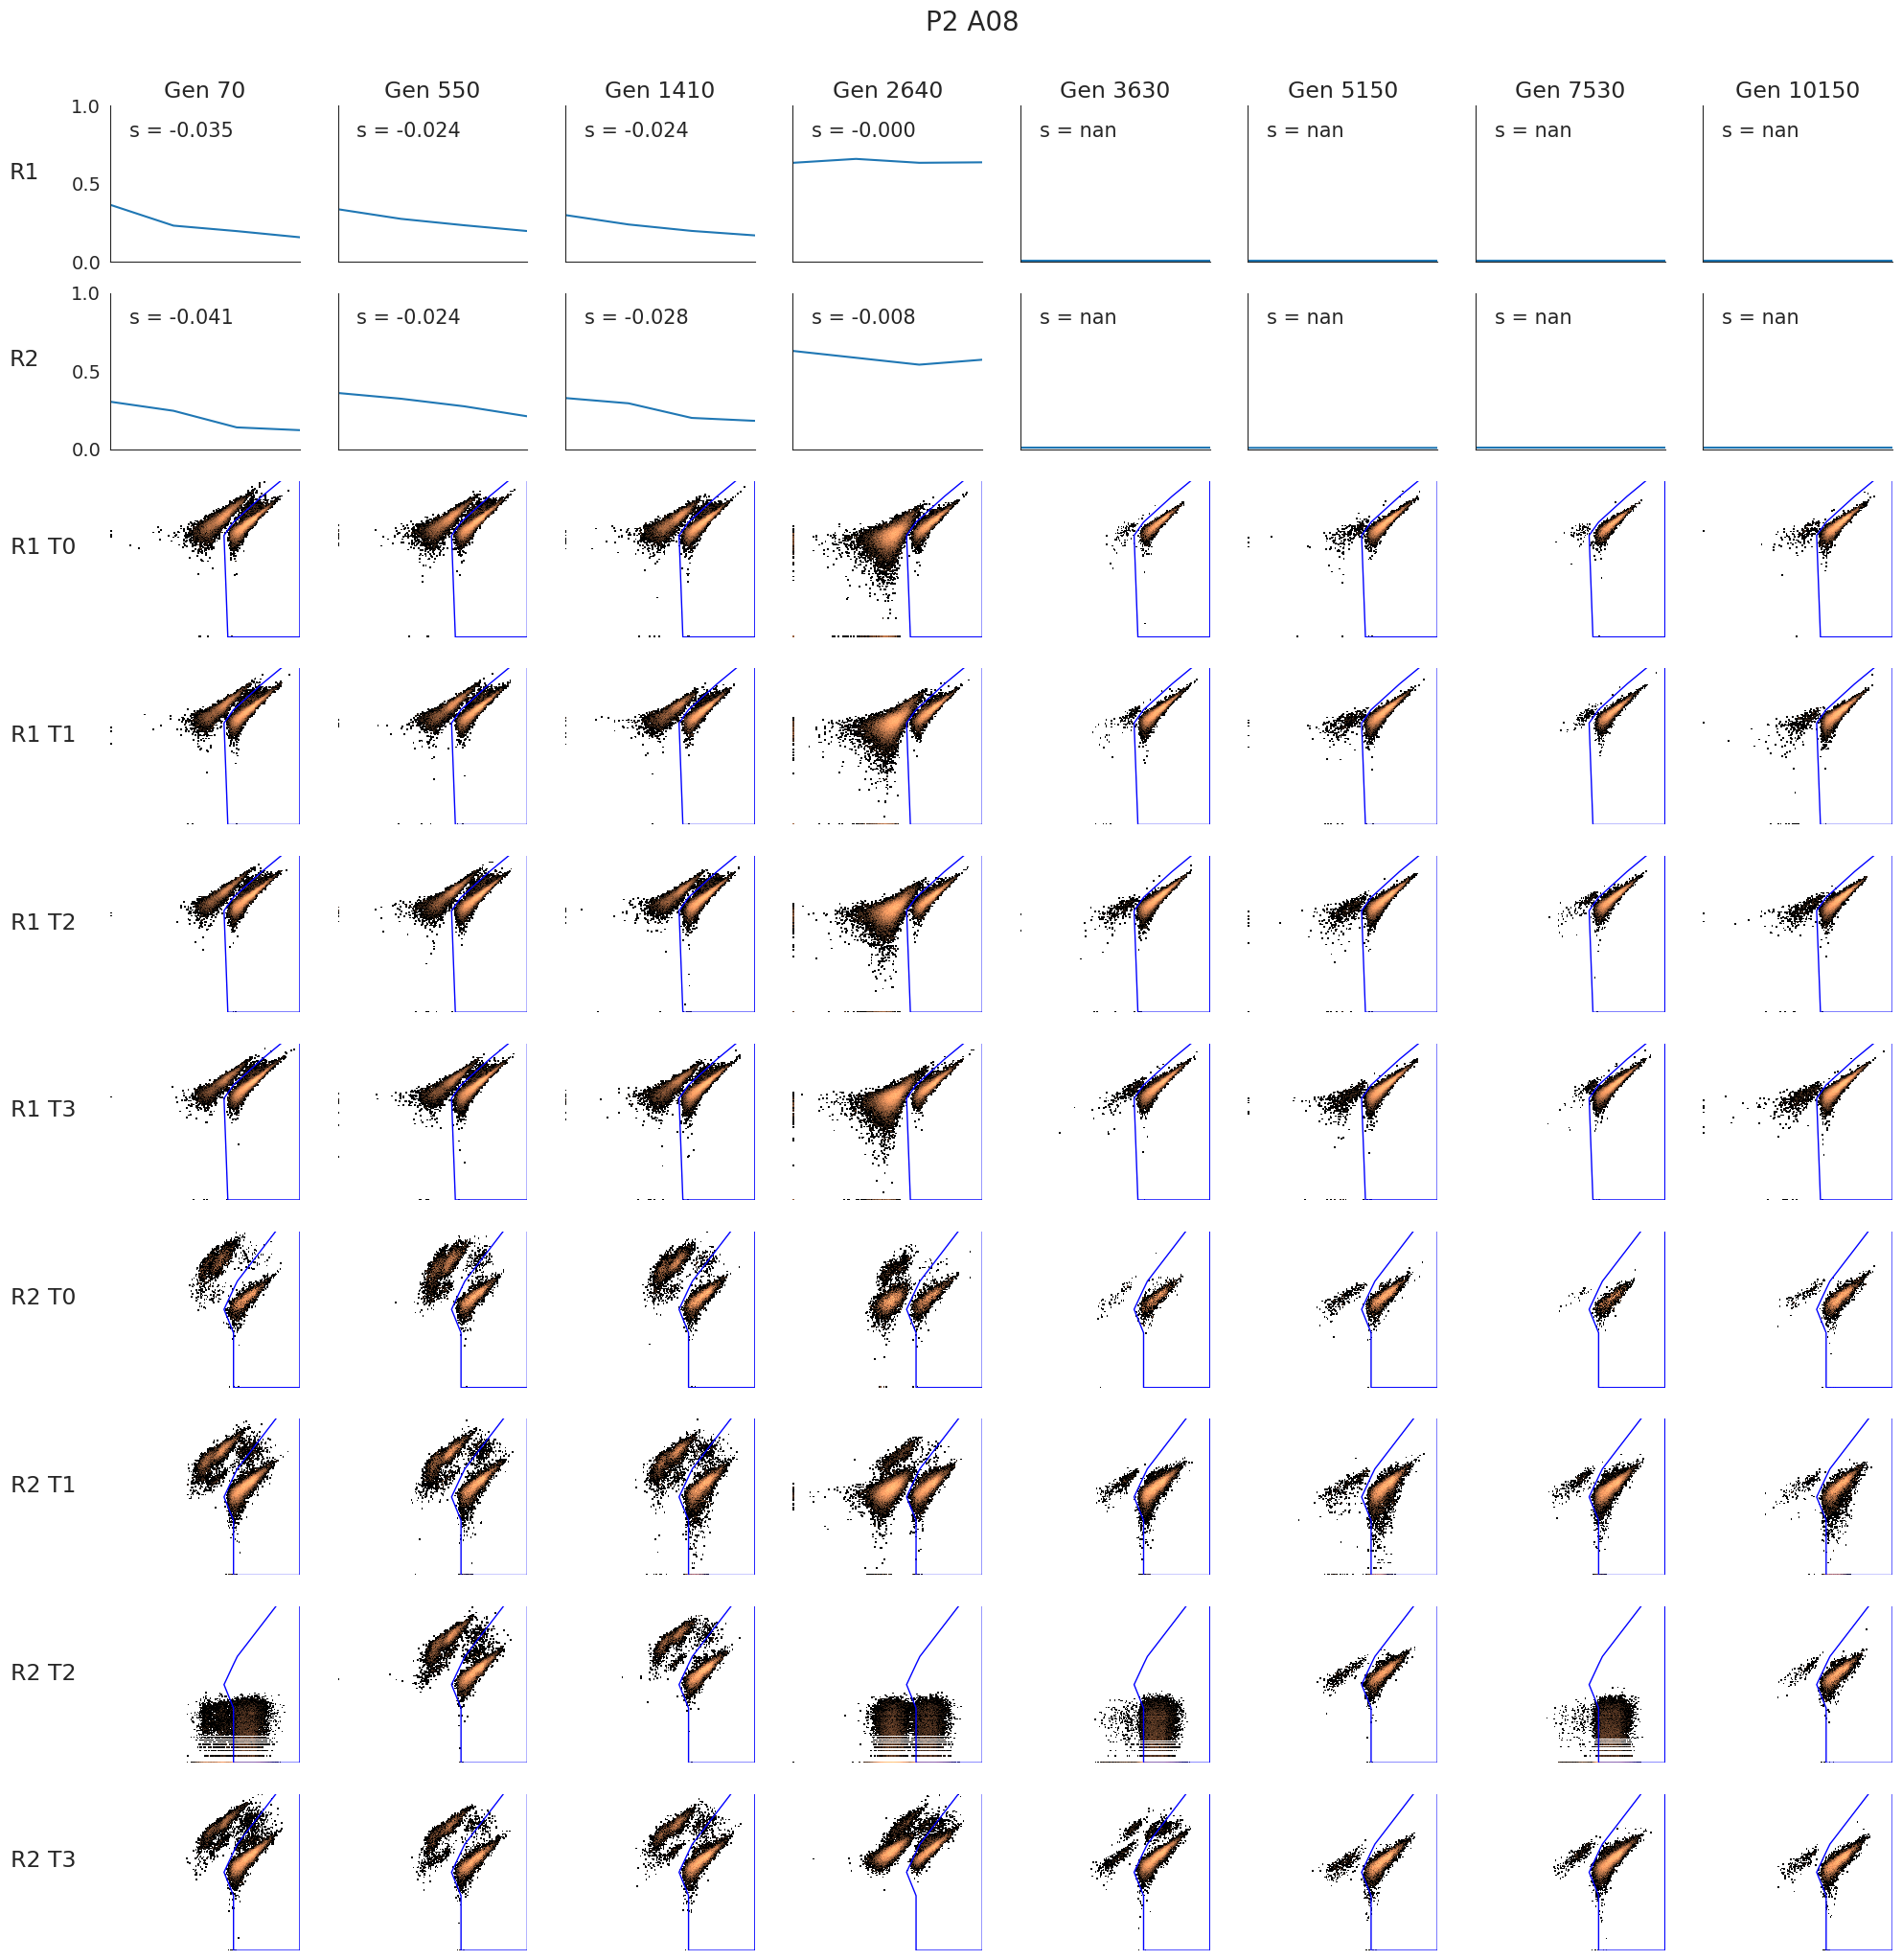 P2 A08
Gen 70 Gen 550 Gen 1410 Gen 2640 Gen 3630 Gen 5150 Gen 7530 Gen 10150
1.0
s = -0.035 s = -0.024 s = -0.024 s = -0.000 s = nan s = nan s = nan s = nan
R1
0.5
0.0
1.0
s = -0.041 s = -0.024 s = -0.028 s = -0.008 s = nan s = nan s = nan s = nan
R2
0.5
0.0
R1 T0
R1 T1
R1 T2
R1 T3
R2 T0
R2 T1
R2 T2
R2 T3